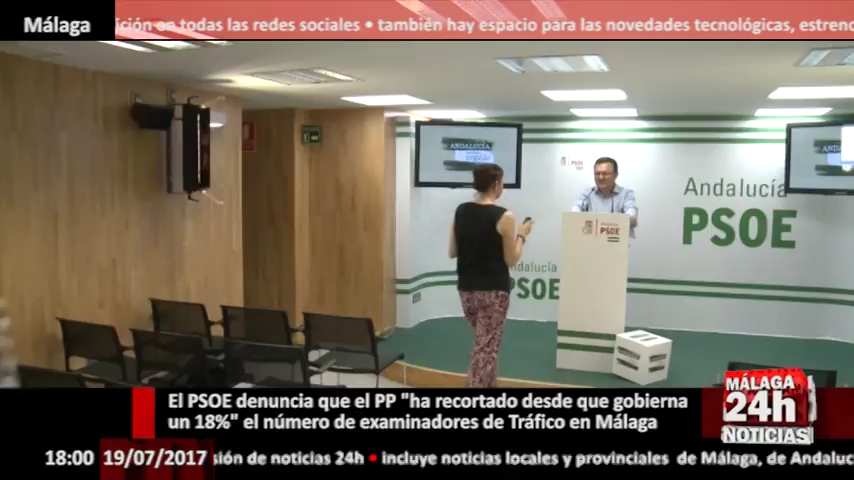 Málaga
ición en todas las redes sociales • también hay espacio para las novedades tecnológicas, estreno
ANDALUCÍA
PSOE
PSOE
Andalucía
PSOE
Andalucía
PSOE
El PSOE denuncia que el PP "ha recortado desde que gobierna
un 18%" el número de examinadores de Tráfico en Málaga
MÁLAGA
24h
NOTICIAS
18:00 19/07/2017 sión de noticias 24h • incluye noticias locales y provinciales de Málaga, de Andaluc